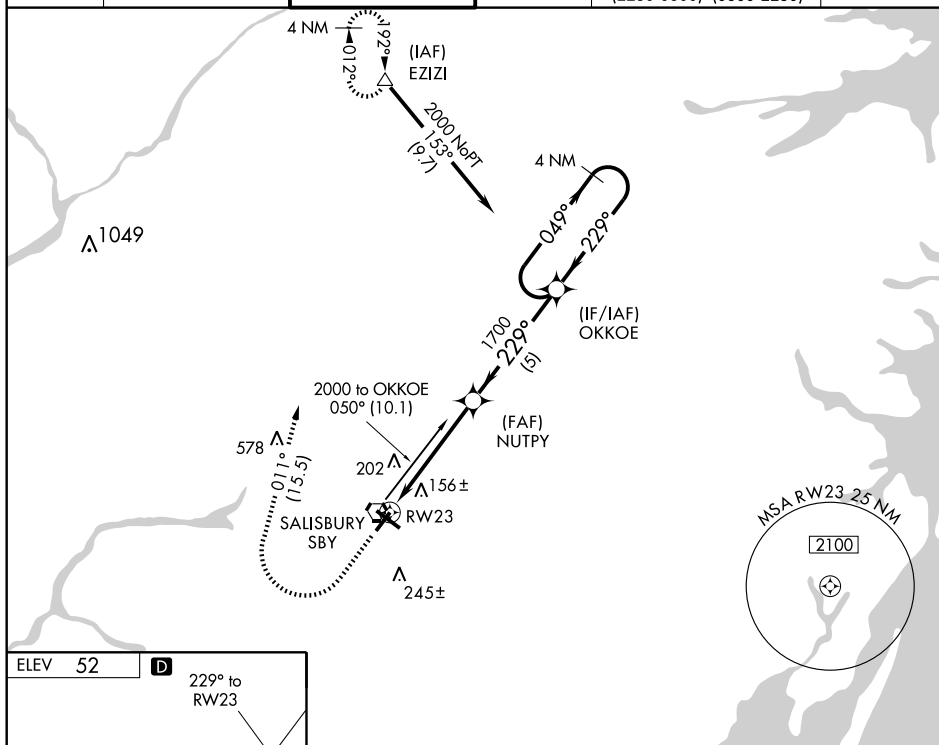 4 NM
192°
012°
(IAF)
EZIZI
2000 NoPT
153°
(9.7)
4 NM
049°
229°
1049
(IF/IAF)
OKKOE
1700
229°
(5)
2000 to OKKOE
050° (10.1)
(FAF)
NUTPY
578
011°
(15.5)
202
156±
SALISBURY
SBY
RW23
245±
MSA RW23 25 NM
2100
ELEV 52
D
229° to
RW23